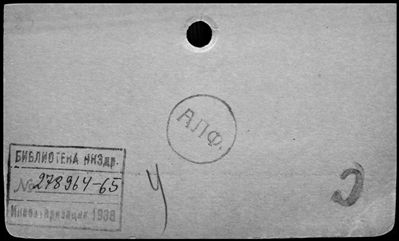 АЛФ.
БИБЛИОТЕКА НКЗдр.
№ 278964-65
Инвентаризация 1938